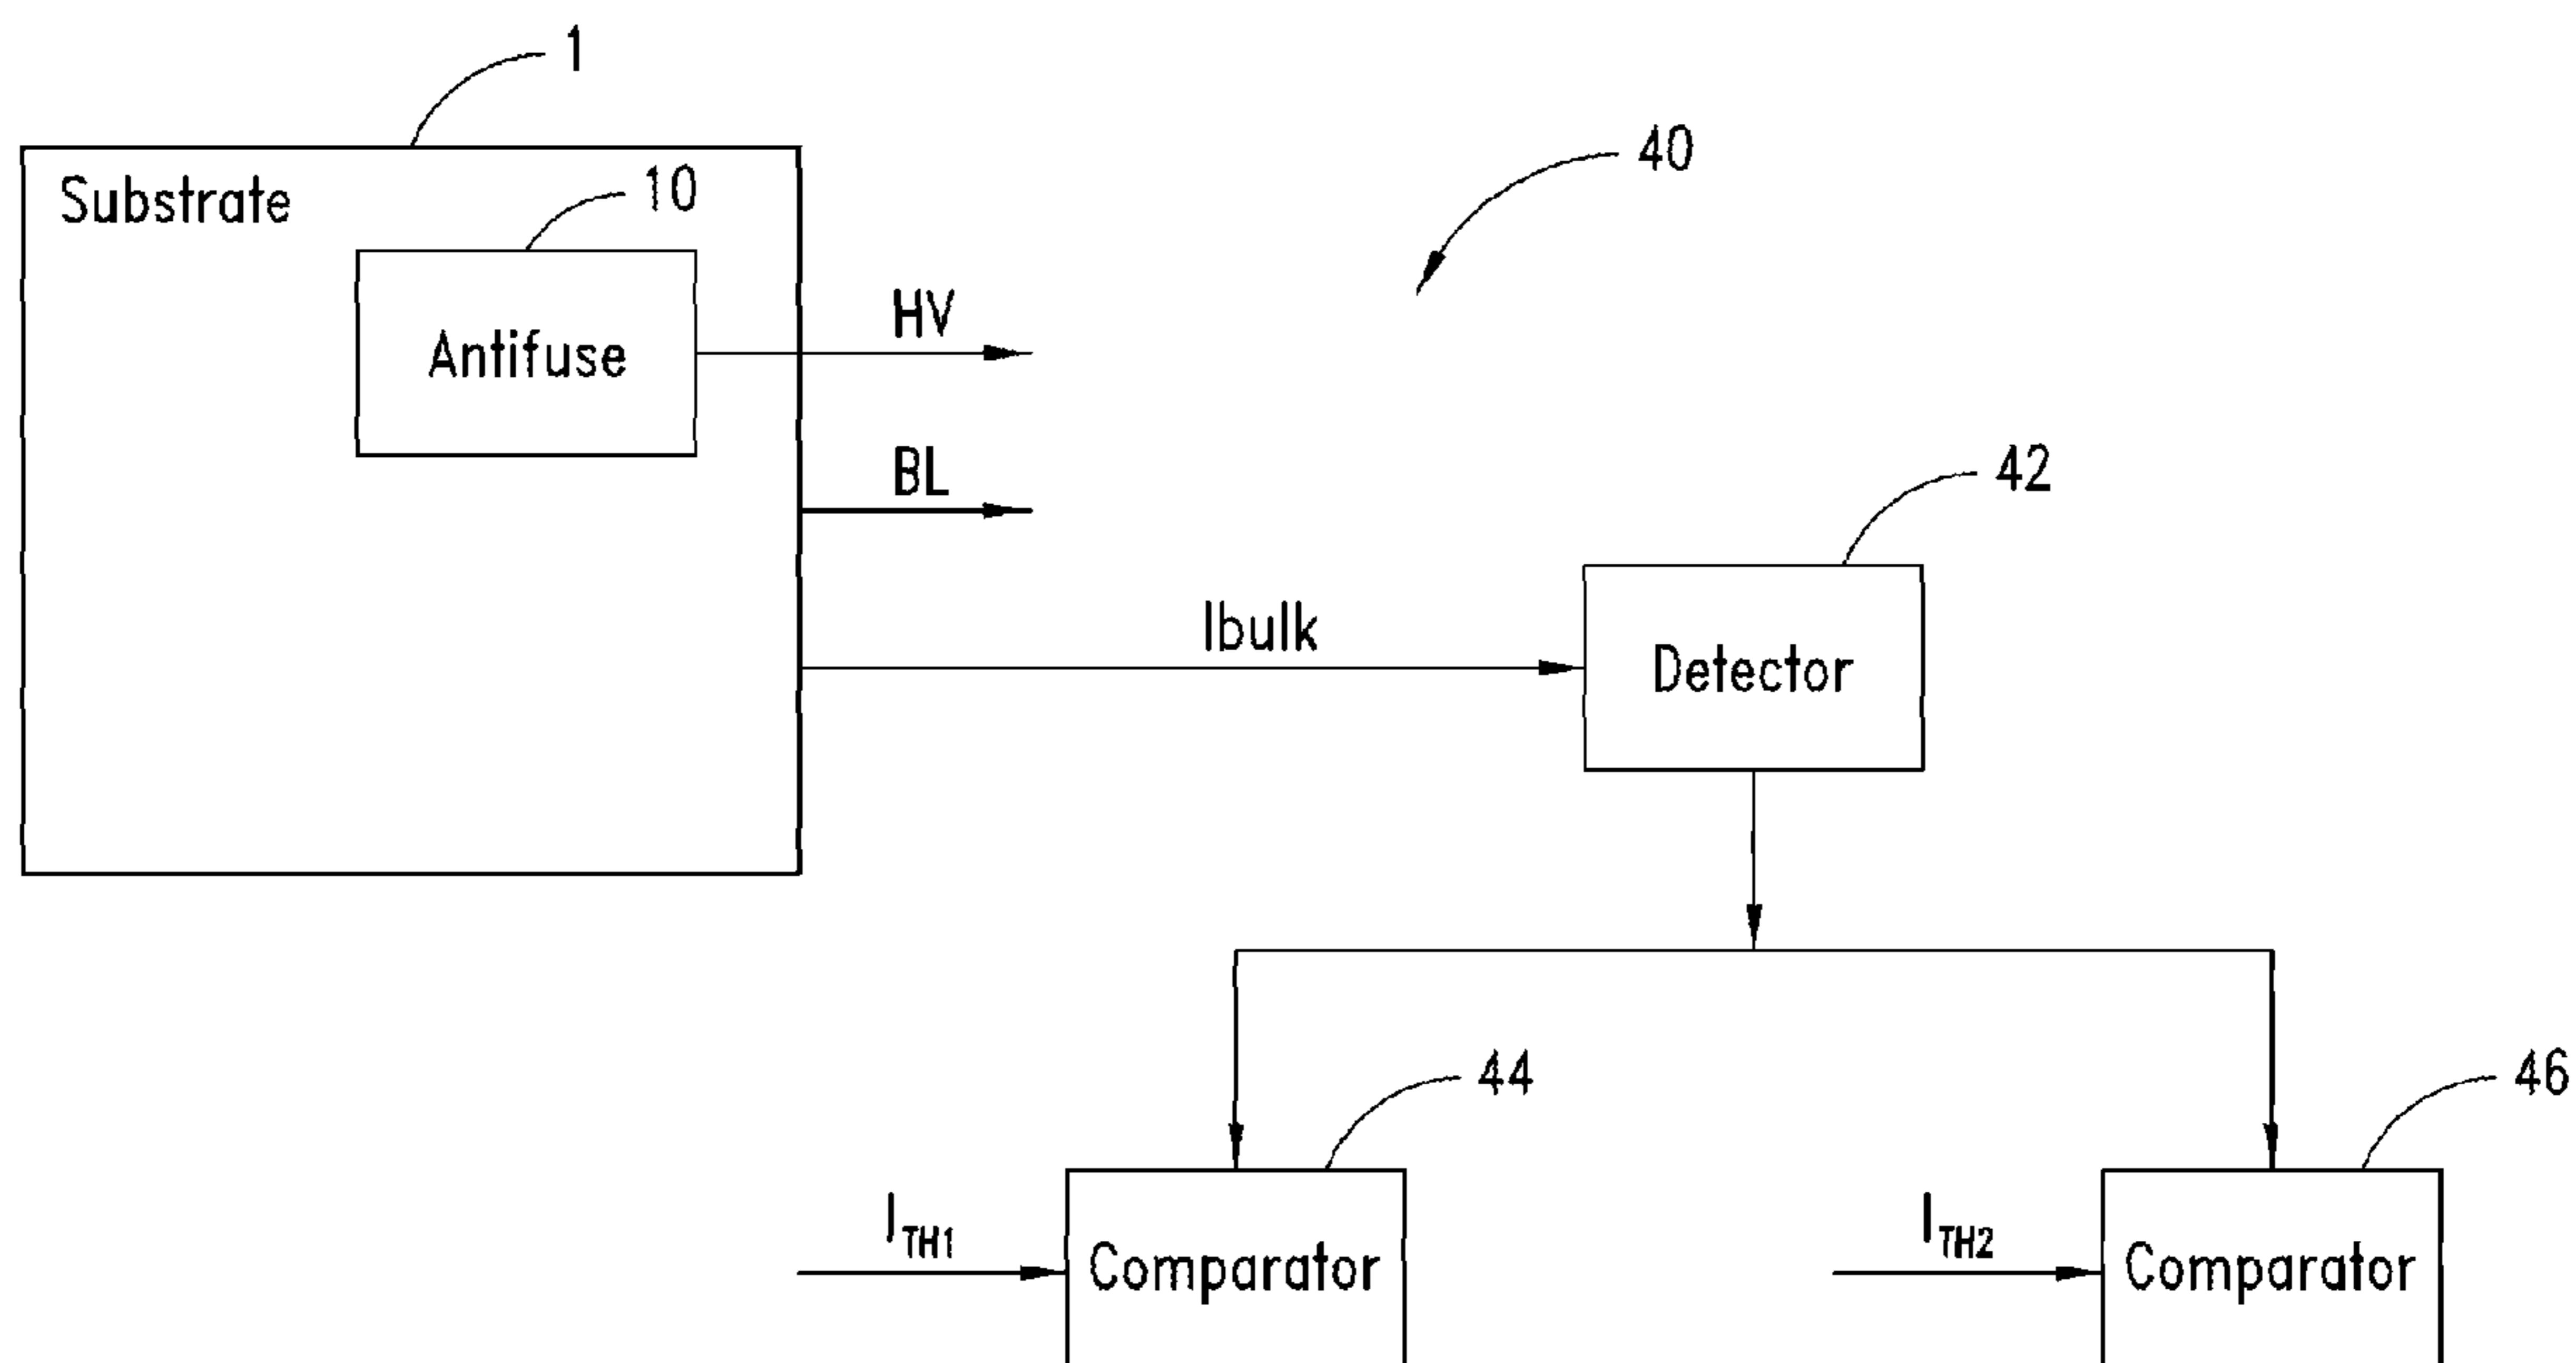 1
Substrate
10
40
Antifuse
HV
BL
42
Ibulk
Detector
44
46
I_TH1
Comparator
I_TH2
Comparator